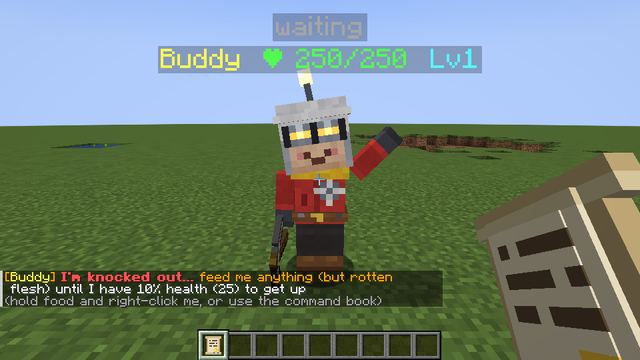 waiting
Buddy ♥ 250/250 Lv1
[Buddy] I'm knocked out... feed me anything (but rotten
flesh) until I have 10% health (25) to get up
(hold food and right-click me, or use the command book)